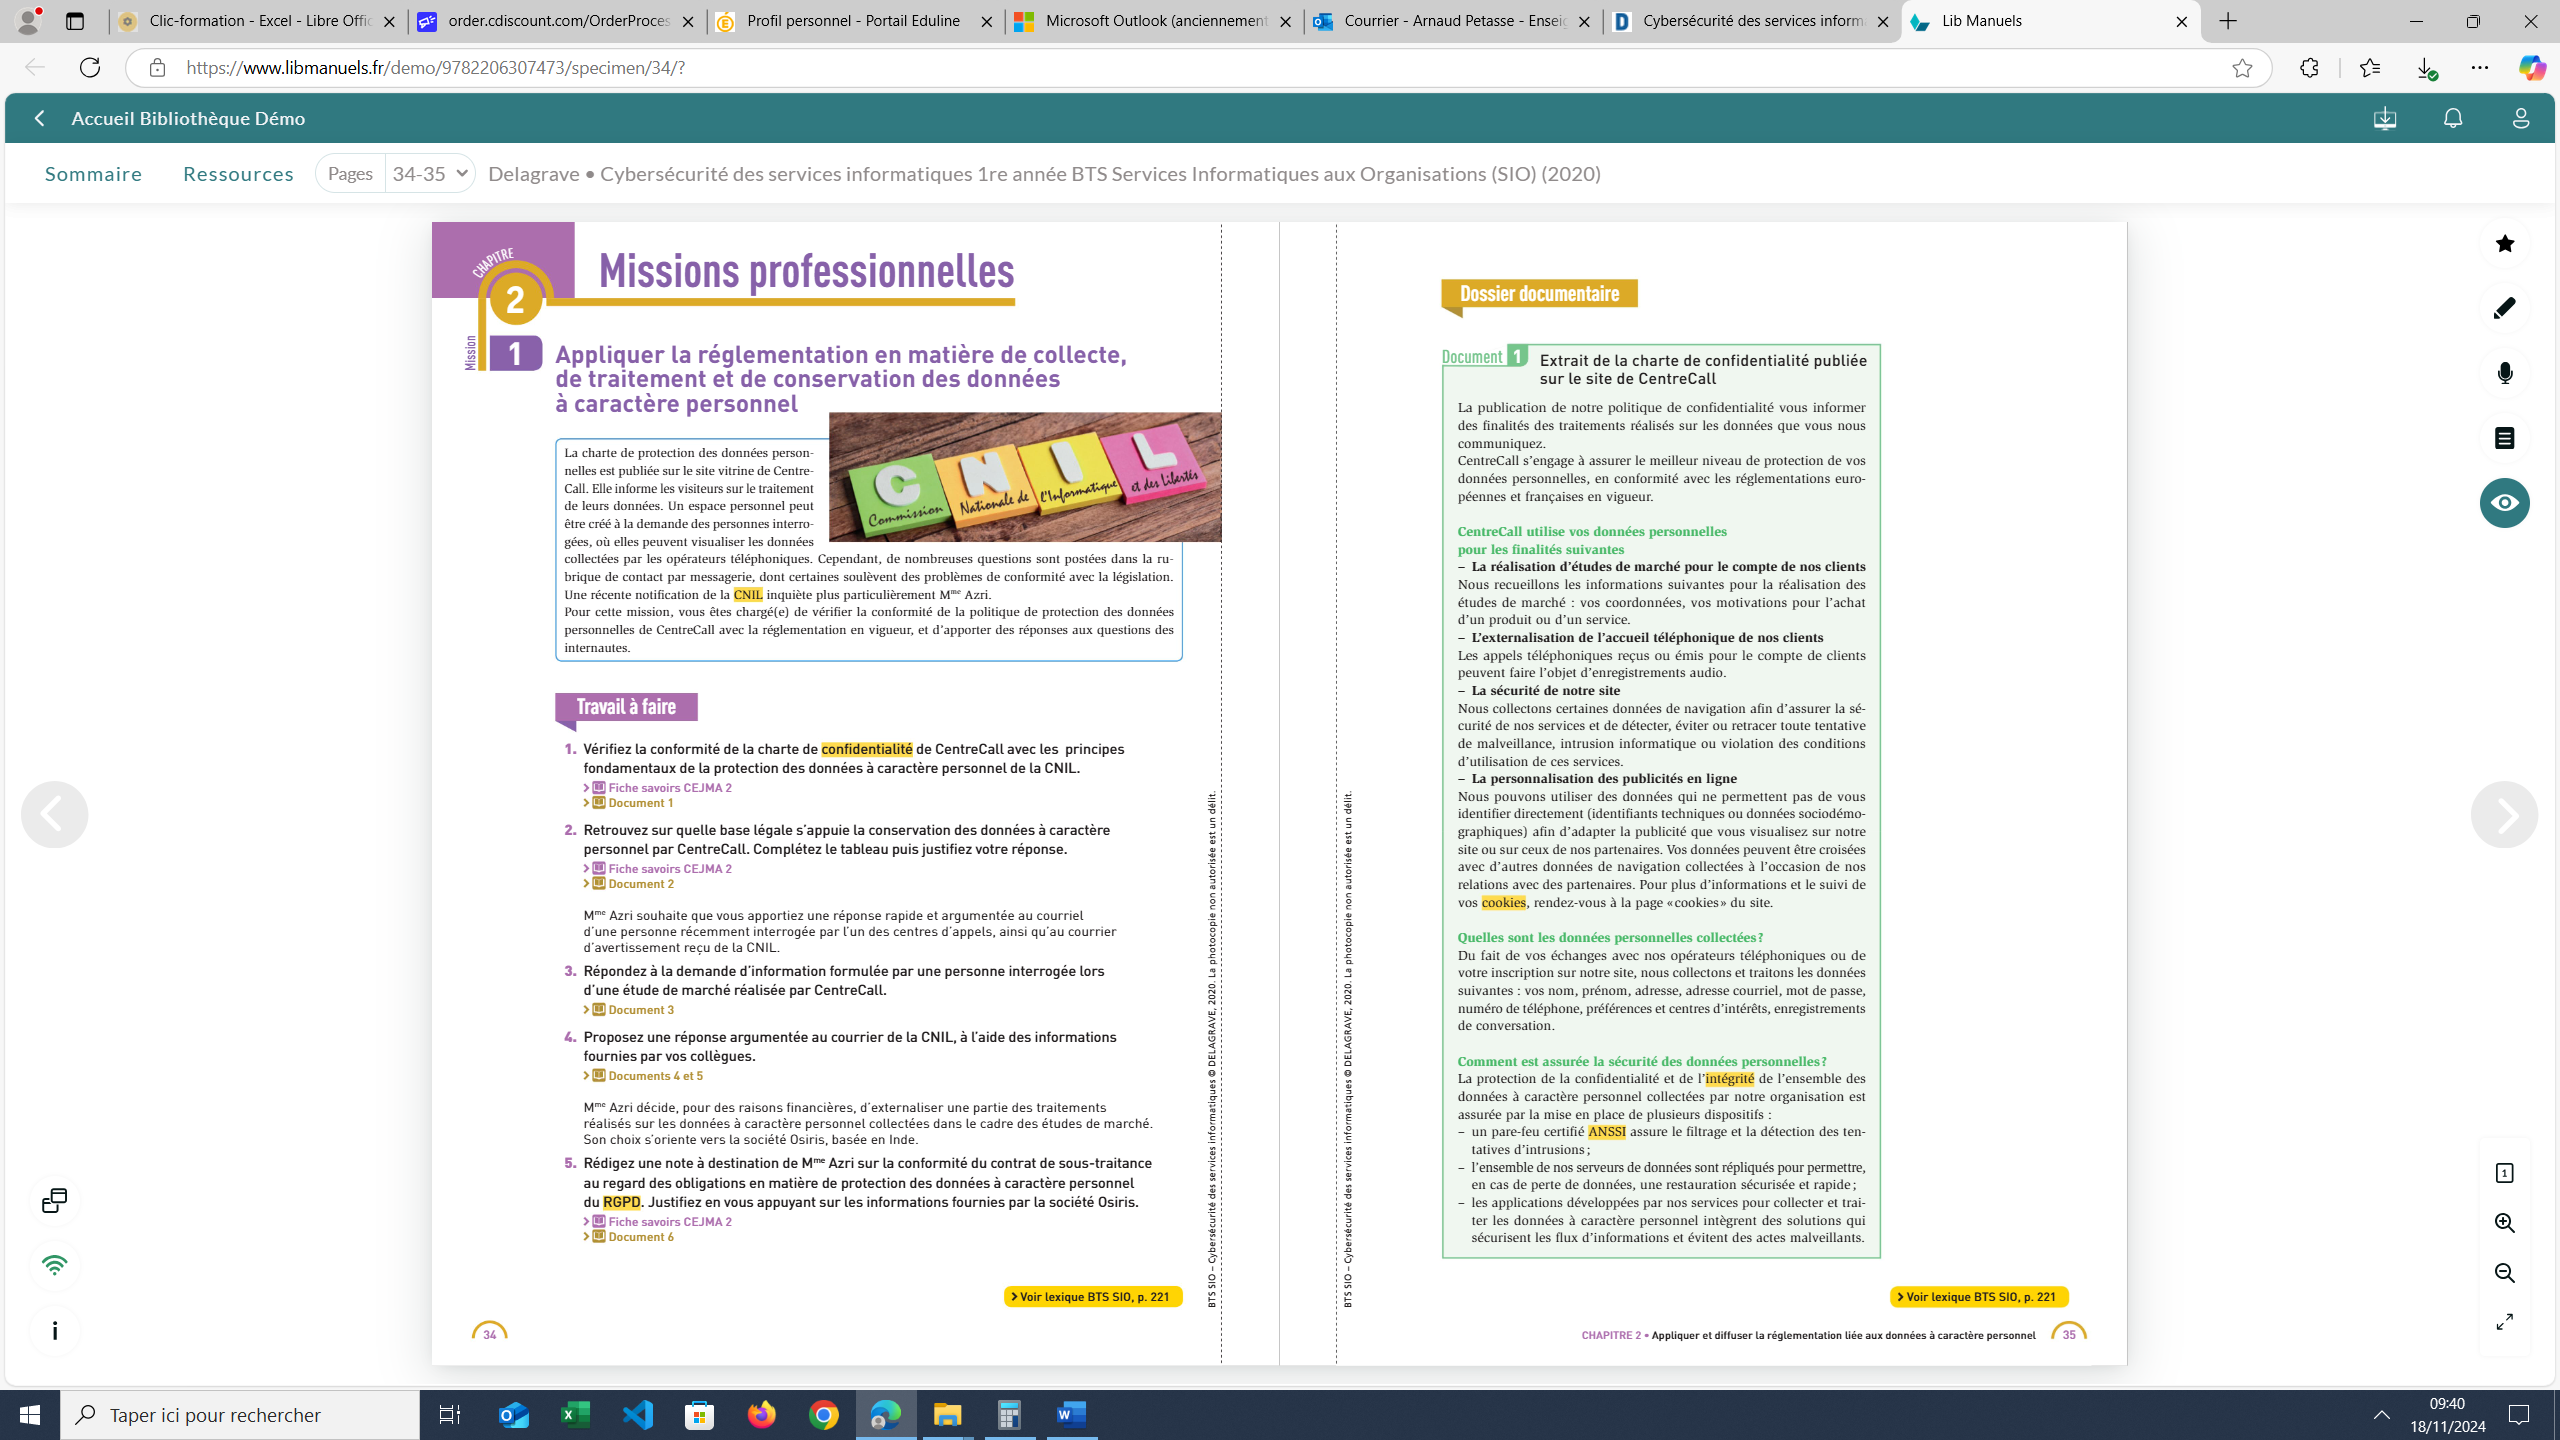 Clic-formation - Excel - Libre Offic
order.cdiscount.com/OrderProces
Profil personnel - Portail Eduline
Microsoft Outlook (anciennement
Courrier - Arnaud Petasse - Enseig
Cybersécurité des services informa
Lib Manuels
https://www.libmanuels.fr/demo/9782206307473/specimen/34/?
Accueil Bibliothèque Démo
Sommaire
Ressources
Pages 34-35
Delagrave • Cybersécurité des services informatiques 1re année BTS Services Informatiques aux Organisations (SIO) (2020)
CHAPITRE
2
Missions professionnelles
Mission
1
Appliquer la réglementation en matière de collecte,
de traitement et de conservation des données
à caractère personnel
C N I L
Commission Nationale de l'Informatique et des Libertés
La charte de protection des données person-
nelles est publiée sur le site vitrine de Centre-
Call. Elle informe les visiteurs sur le traitement
de leurs données. Un espace personnel peut
être créé à la demande des personnes interro-
gées, où elles peuvent visualiser les données
collectées par les opérateurs téléphoniques. Cependant, de nombreuses questions sont postées dans la ru-
brique de contact par messagerie, dont certaines soulèvent des problèmes de conformité avec la législation.
Une récente notification de la CNIL inquiète plus particulièrement Mme Azri.
Pour cette mission, vous êtes chargé(e) de vérifier la conformité de la politique de protection des données
personnelles de CentreCall avec la réglementation en vigueur, et d'apporter des réponses aux questions des
internautes.
Travail à faire
1. Vérifiez la conformité de la charte de confidentialité de CentreCall avec les principes
fondamentaux de la protection des données à caractère personnel de la CNIL.
> Fiche savoirs CEJMA 2
> Document 1
2. Retrouvez sur quelle base légale s'appuie la conservation des données à caractère
personnel par CentreCall. Complétez le tableau puis justifiez votre réponse.
> Fiche savoirs CEJMA 2
> Document 2
Mme Azri souhaite que vous apportiez une réponse rapide et argumentée au courriel
d'une personne récemment interrogée par l'un des centres d'appels, ainsi qu'au courrier
d'avertissement reçu de la CNIL.
3. Répondez à la demande d'information formulée par une personne interrogée lors
d'une étude de marché réalisée par CentreCall.
> Document 3
4. Proposez une réponse argumentée au courrier de la CNIL, à l'aide des informations
fournies par vos collègues.
> Documents 4 et 5
Mme Azri décide, pour des raisons financières, d'externaliser une partie des traitements
réalisés sur les données à caractère personnel collectées dans le cadre des études de marché.
Son choix s'oriente vers la société Osiris, basée en Inde.
5. Rédigez une note à destination de Mme Azri sur la conformité du contrat de sous-traitance
au regard des obligations en matière de protection des données à caractère personnel
du RGPD. Justifiez en vous appuyant sur les informations fournies par la société Osiris.
> Fiche savoirs CEJMA 2
> Document 6
> Voir lexique BTS SIO, p. 221
34
BTS SIO – Cybersécurité des services informatiques © DELAGRAVE, 2020. La photocopie non autorisée est un délit.
BTS SIO – Cybersécurité des services informatiques © DELAGRAVE, 2020. La photocopie non autorisée est un délit.
Dossier documentaire
Document 1
Extrait de la charte de confidentialité publiée
sur le site de CentreCall
La publication de notre politique de confidentialité vous informer
des finalités des traitements réalisés sur les données que vous nous
communiquez.
CentreCall s'engage à assurer le meilleur niveau de protection de vos
données personnelles, en conformité avec les réglementations euro-
péennes et françaises en vigueur.
CentreCall utilise vos données personnelles
pour les finalités suivantes
– La réalisation d'études de marché pour le compte de nos clients
Nous recueillons les informations suivantes pour la réalisation des
études de marché : vos coordonnées, vos motivations pour l'achat
d'un produit ou d'un service.
– L'externalisation de l'accueil téléphonique de nos clients
Les appels téléphoniques reçus ou émis pour le compte de clients
peuvent faire l'objet d'enregistrements audio.
– La sécurité de notre site
Nous collectons certaines données de navigation afin d'assurer la sé-
curité de nos services et de détecter, éviter ou retracer toute tentative
de malveillance, intrusion informatique ou violation des conditions
d'utilisation de ces services.
– La personnalisation des publicités en ligne
Nous pouvons utiliser des données qui ne permettent pas de vous
identifier directement (identifiants techniques ou données sociodémo-
graphiques) afin d'adapter la publicité que vous visualisez sur notre
site ou sur ceux de nos partenaires. Vos données peuvent être croisées
avec d'autres données de navigation collectées à l'occasion de nos
relations avec des partenaires. Pour plus d'informations et le suivi de
vos cookies, rendez-vous à la page «cookies» du site.
Quelles sont les données personnelles collectées?
Du fait de vos échanges avec nos opérateurs téléphoniques ou de
votre inscription sur notre site, nous collectons et traitons les données
suivantes : vos nom, prénom, adresse, adresse courriel, mot de passe,
numéro de téléphone, préférences et centres d'intérêts, enregistrements
de conversation.
Comment est assurée la sécurité des données personnelles?
La protection de la confidentialité et de l'intégrité de l'ensemble des
données à caractère personnel collectées par notre organisation est
assurée par la mise en place de plusieurs dispositifs :
– un pare-feu certifié ANSSI assure le filtrage et la détection des ten-
tatives d'intrusions;
– l'ensemble de nos serveurs de données sont répliqués pour permettre,
en cas de perte de données, une restauration sécurisée et rapide;
– les applications développées par nos services pour collecter et trai-
ter les données à caractère personnel intègrent des solutions qui
sécurisent les flux d'informations et évitent des actes malveillants.
> Voir lexique BTS SIO, p. 221
CHAPITRE 2 • Appliquer et diffuser la réglementation liée aux données à caractère personnel
35
1
Taper ici pour rechercher
09:40
18/11/2024